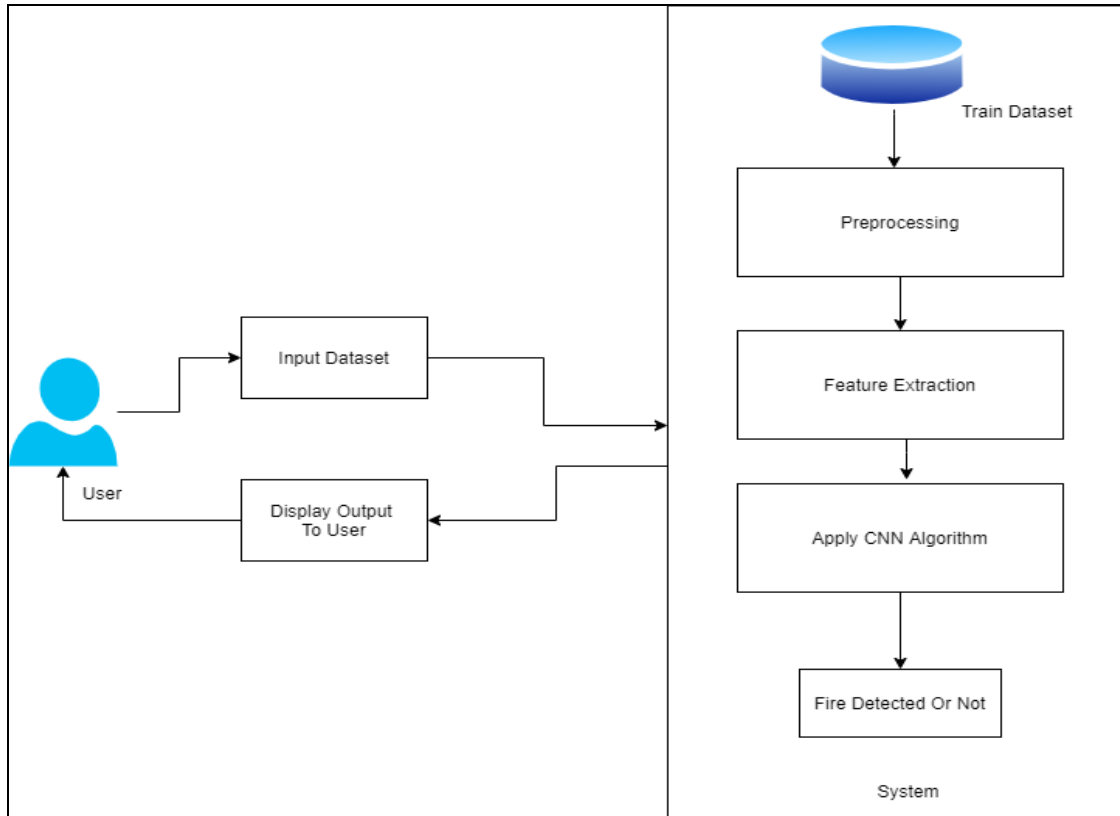 Train Dataset
Preprocessing
Input Dataset
Feature Extraction
User
Display Output
To User
Apply CNN Algorithm
Fire Detected Or Not
System